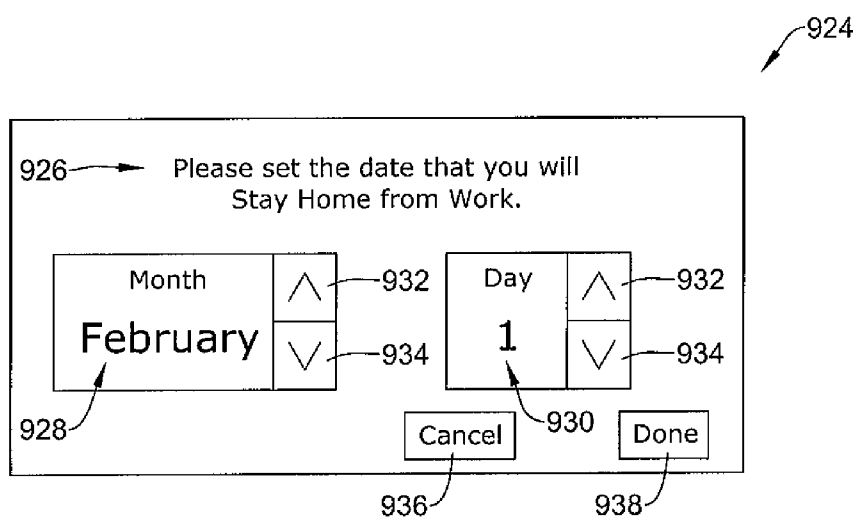 924
926 Please set the date that you will
Stay Home from Work.
Month 932 Day 932
February 934 1 934
928 930
Cancel Done
936 938